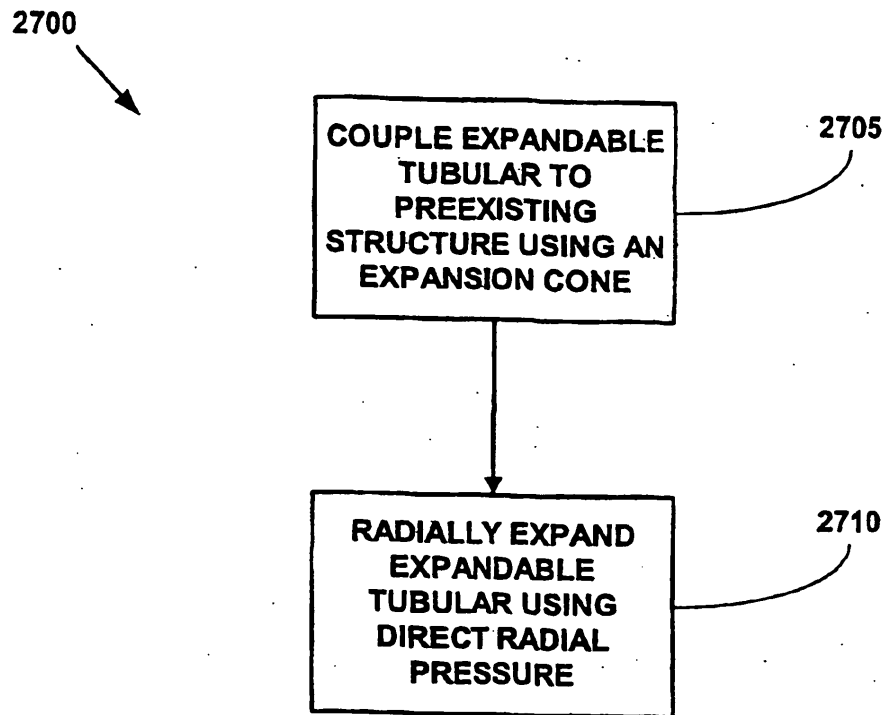 2700
COUPLE EXPANDABLE
TUBULAR TO
PREEXISTING
STRUCTURE USING AN
EXPANSION CONE
2705
RADIALLY EXPAND
EXPANDABLE
TUBULAR USING
DIRECT RADIAL
PRESSURE
2710